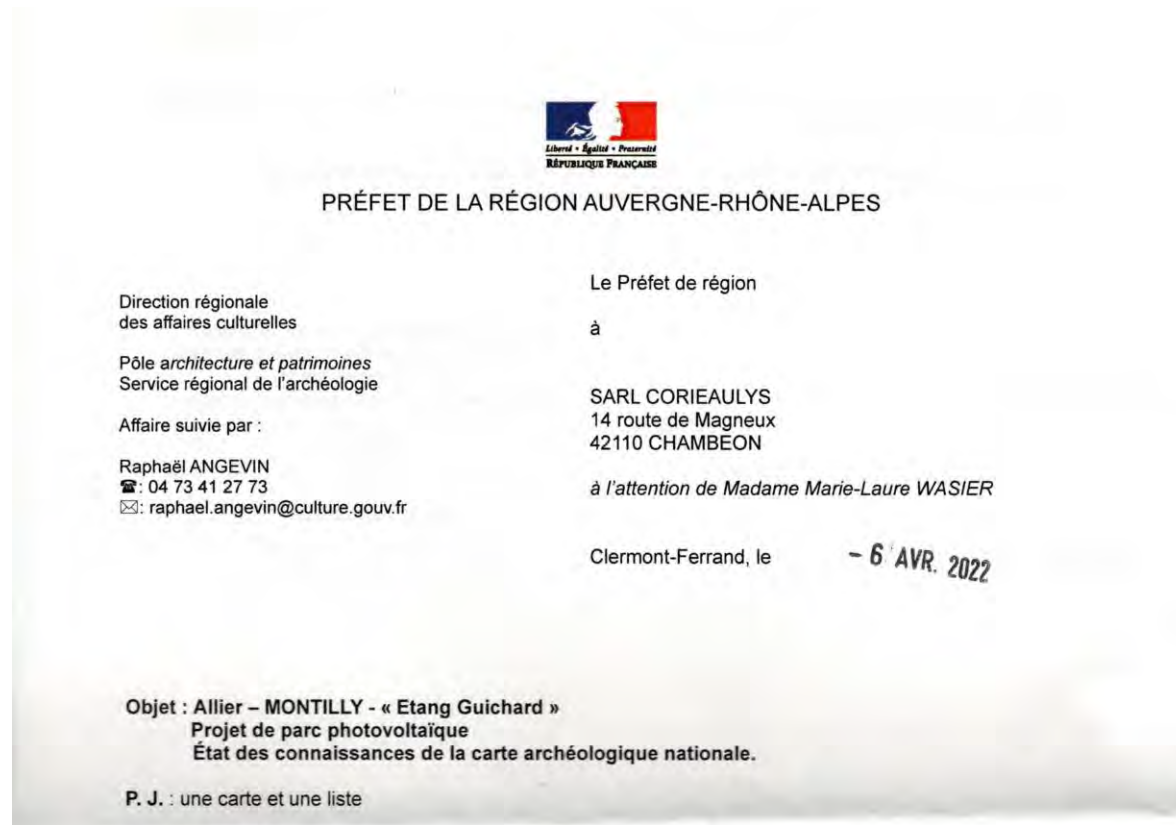 Liberté • Égalité • Fraternité
RÉPUBLIQUE FRANÇAISE
PRÉFET DE LA RÉGION AUVERGNE-RHÔNE-ALPES
Direction régionale
des affaires culturelles
Pôle architecture et patrimoines
Service régional de l'archéologie
Affaire suivie par :
Raphaël ANGEVIN
☎: 04 73 41 27 73
✉: raphael.angevin@culture.gouv.fr
Le Préfet de région
à
SARL CORIEAULYS
14 route de Magneux
42110 CHAMBEON
à l'attention de Madame Marie-Laure WASIER
Clermont-Ferrand, le - 6 AVR. 2022
Objet : Allier – MONTILLY - « Etang Guichard »
Projet de parc photovoltaïque
État des connaissances de la carte archéologique nationale.
P. J. : une carte et une liste